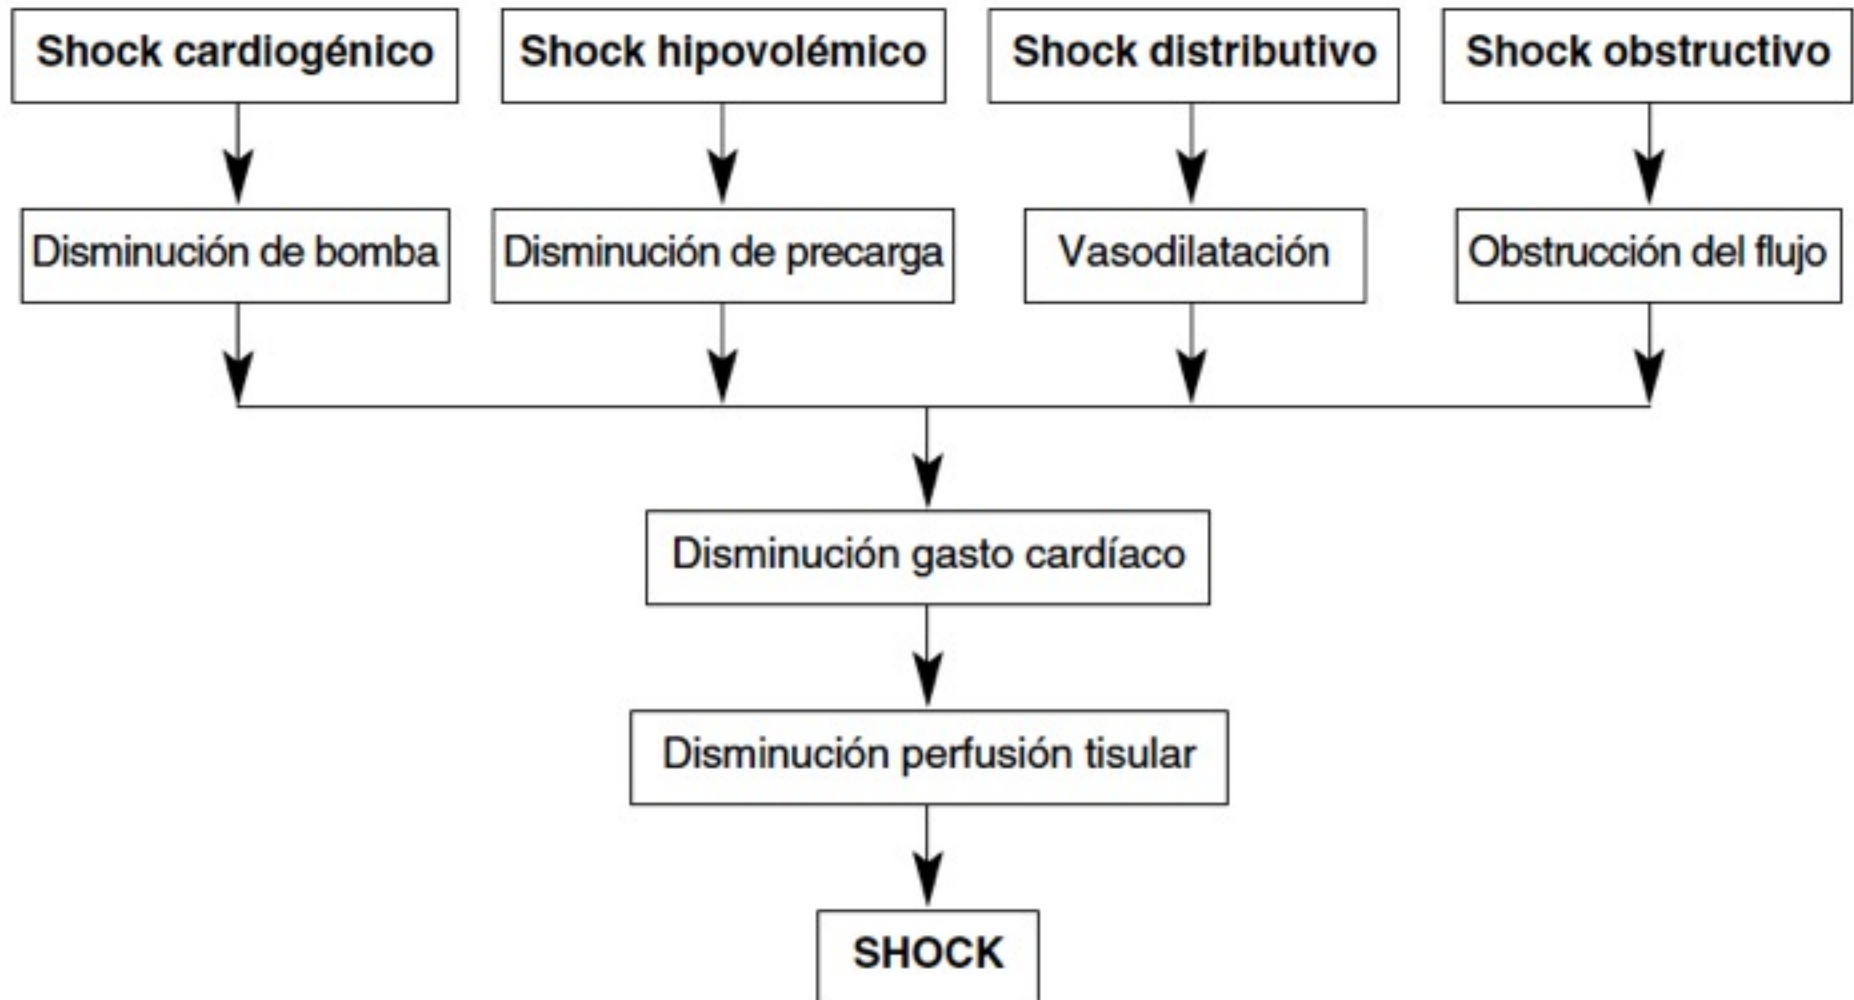 Shock cardiogénico
Shock hipovolémico
Shock distributivo
Shock obstructivo
Disminución de bomba
Disminución de precarga
Vasodilatación
Obstrucción del flujo
Disminución gasto cardíaco
Disminución perfusión tisular
SHOCK